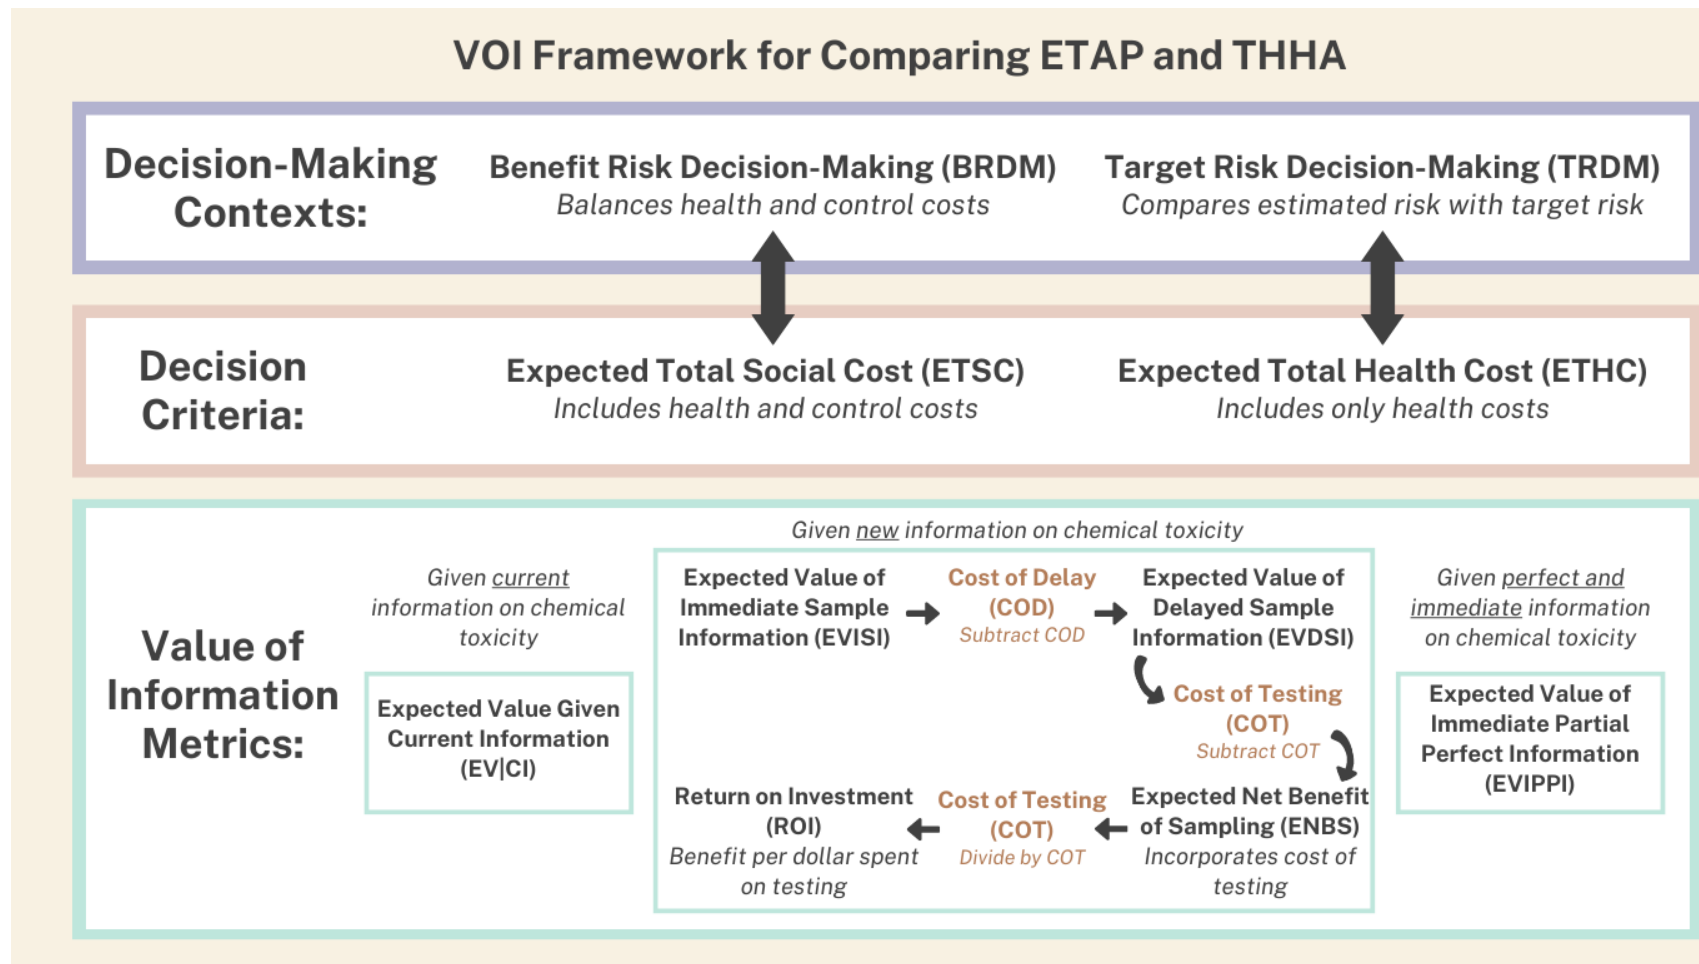 VOI Framework for Comparing ETAP and THHA
Decision-Making
Contexts:
Benefit Risk Decision-Making (BRDM)
Balances health and control costs
Target Risk Decision-Making (TRDM)
Compares estimated risk with target risk
Decision
Criteria:
Expected Total Social Cost (ETSC)
Includes health and control costs
Expected Total Health Cost (ETHC)
Includes only health costs
Value of
Information
Metrics:
Given current
information on chemical
toxicity
Expected Value Given
Current Information
(EV|CI)
Given new information on chemical toxicity
Expected Value of
Immediate Sample
Information (EVISI)
Cost of Delay
(COD)
Subtract COD
Expected Value of
Delayed Sample
Information (EVDSI)
Cost of Testing
(COT)
Subtract COT
Expected Net Benefit
of Sampling (ENBS)
Incorporates cost of
testing
Cost of Testing
(COT)
Divide by COT
Return on Investment
(ROI)
Benefit per dollar spent
on testing
Given perfect and
immediate information
on chemical toxicity
Expected Value of
Immediate Partial
Perfect Information
(EVIPPI)